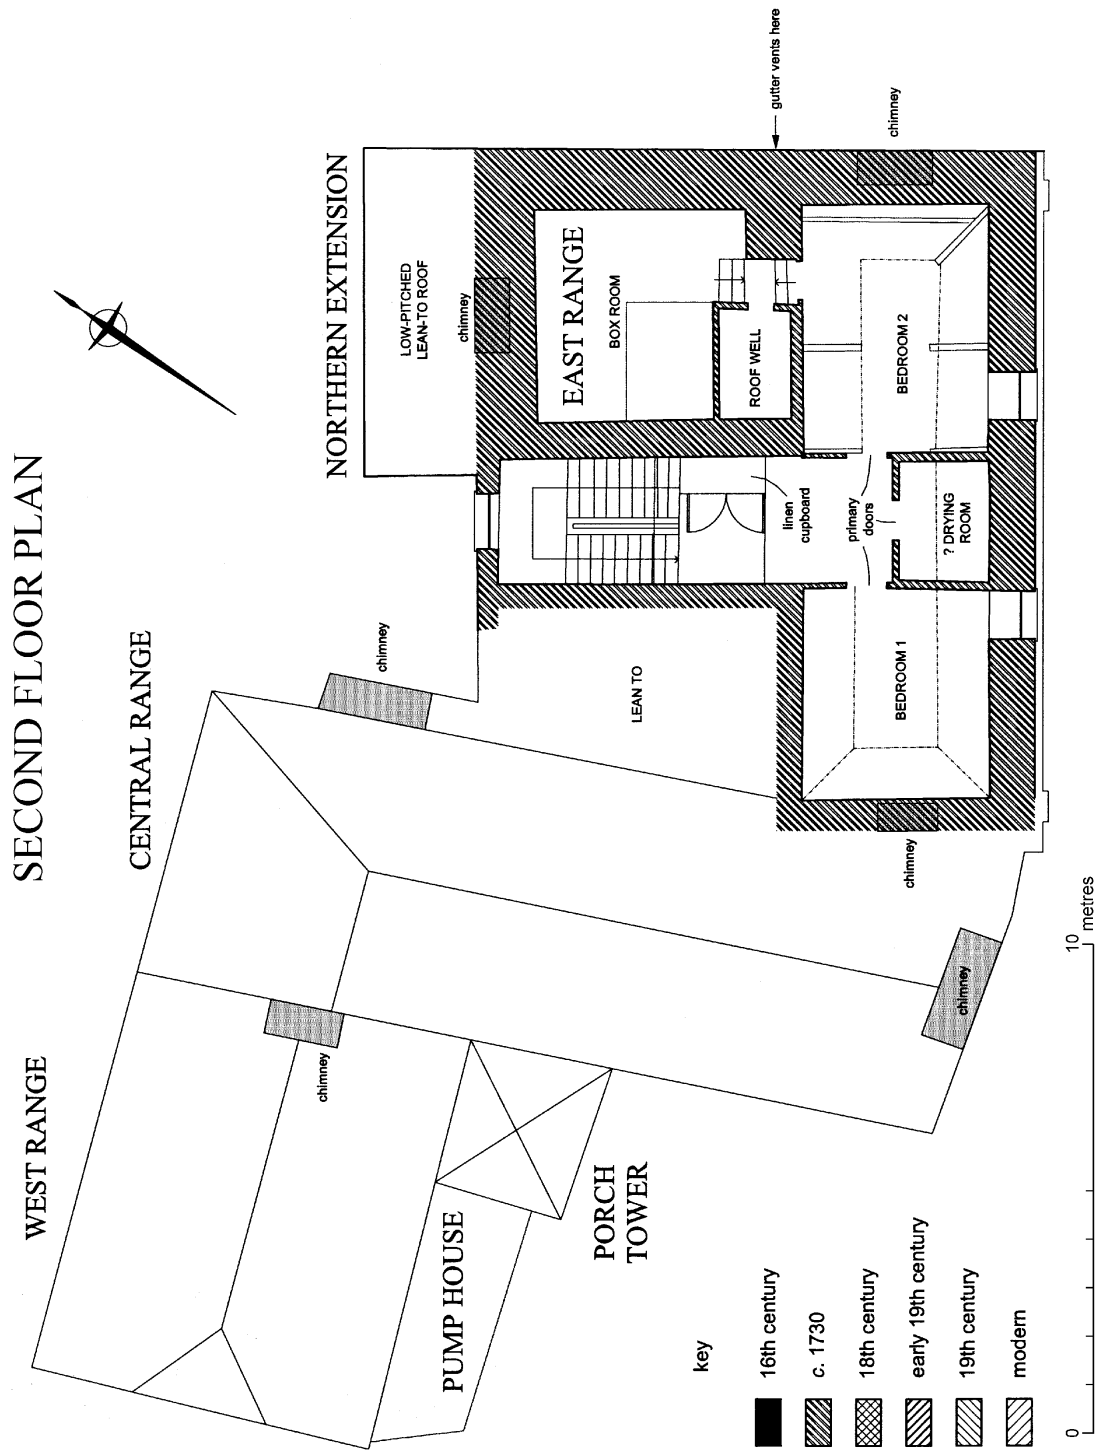 SECOND FLOOR PLAN
WEST RANGE
CENTRAL RANGE
NORTHERN EXTENSION
LOW-PITCHED
LEAN-TO ROOF
chimney
chimney
chimney
EAST RANGE
BOX ROOM
ROOF WELL
LEAN TO
linen
cupboard
gutter vents here
primary
doors
BEDROOM 1
? DRYING
ROOM
BEDROOM 2
chimney
chimney
chimney
PUMP HOUSE
PORCH
TOWER
key
16th century
c. 1730
18th century
early 19th century
19th century
modern
0
10
metres